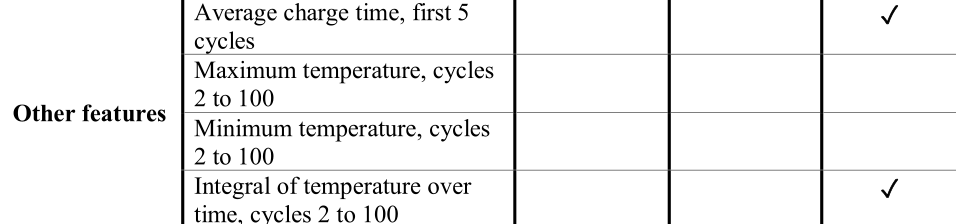 Average charge time, first 5
cycles
✓
Maximum temperature, cycles
2 to 100
Other features
Minimum temperature, cycles
2 to 100
Integral of temperature over
time, cycles 2 to 100
✓